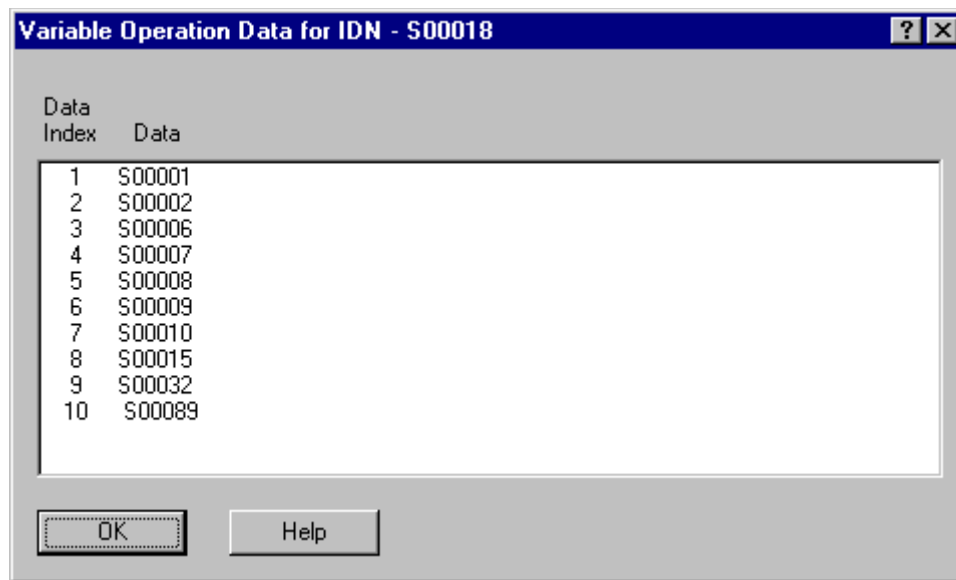 Variable Operation Data for IDN - S00018
Data
Index Data
1 S00001
2 S00002
3 S00006
4 S00007
5 S00008
6 S00009
7 S00010
8 S00015
9 S00032
10 S00089
OK Help